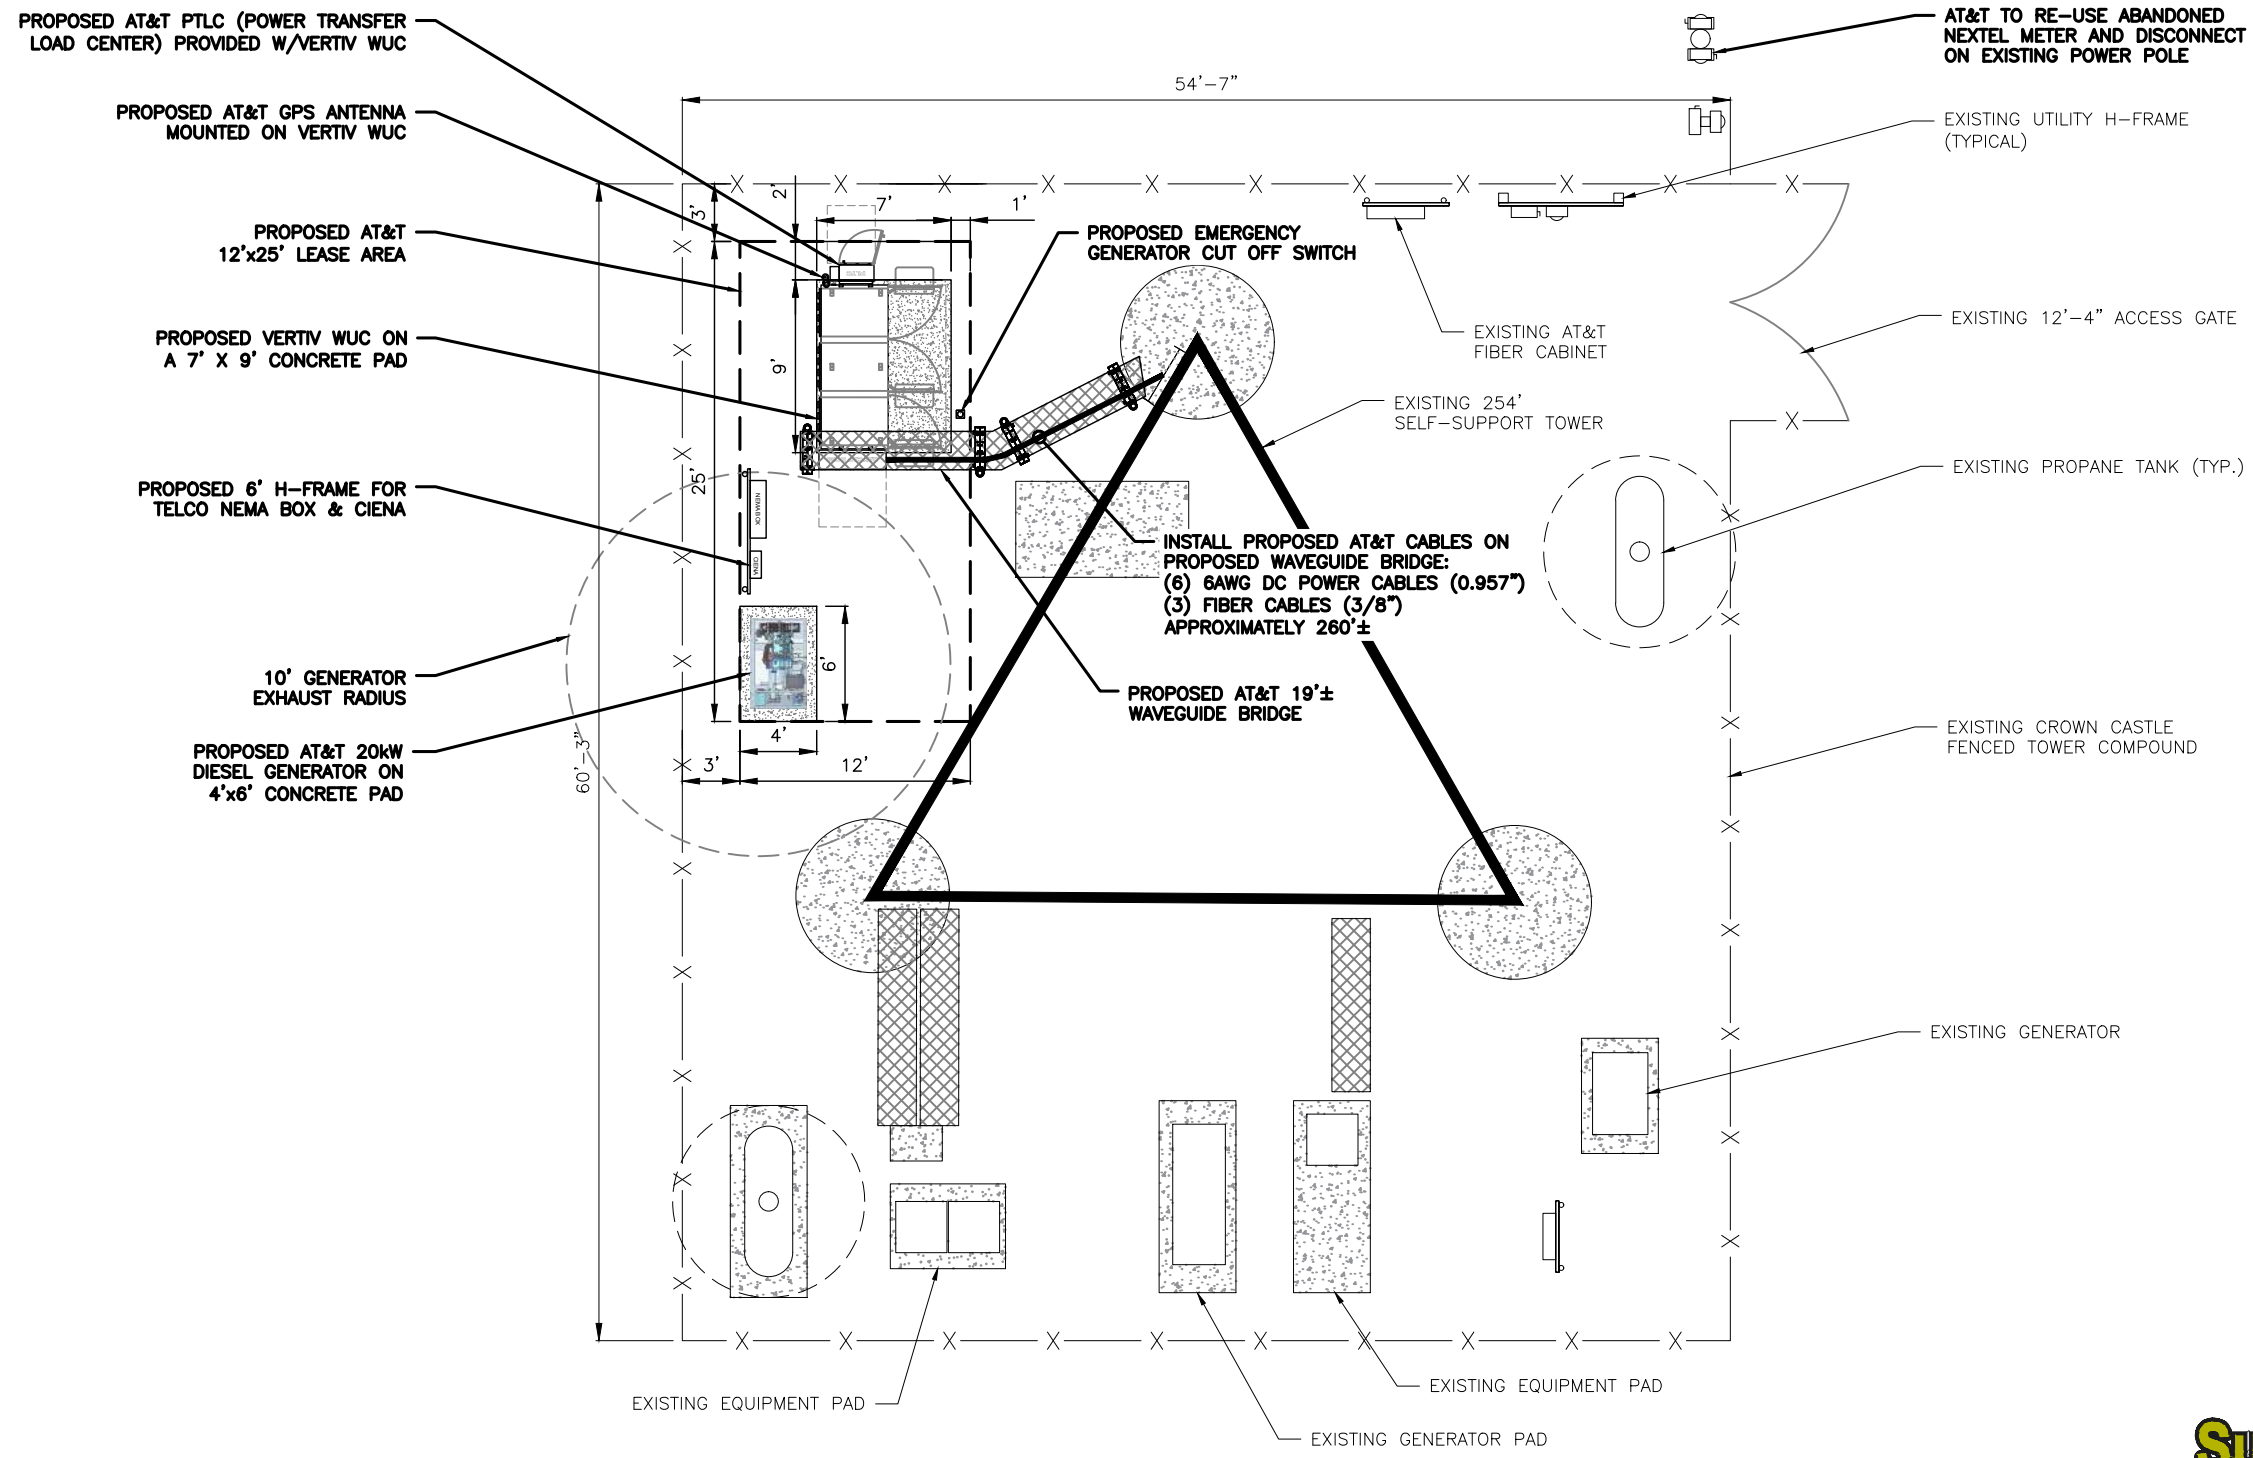 PROPOSED AT&T PTLC (POWER TRANSFER
LOAD CENTER) PROVIDED W/VERTIV WUC
AT&T TO RE-USE ABANDONED
NEXTEL METER AND DISCONNECT
ON EXISTING POWER POLE
54'-7"
PROPOSED AT&T GPS ANTENNA
MOUNTED ON VERTIV WUC
EXISTING UTILITY H-FRAME
(TYPICAL)
2'
3'
7'
1'
PROPOSED AT&T
12'x25' LEASE AREA
PROPOSED EMERGENCY
GENERATOR CUT OFF SWITCH
EXISTING 12'-4" ACCESS GATE
PROPOSED VERTIV WUC ON
A 7' X 9' CONCRETE PAD
9'
EXISTING AT&T
FIBER CABINET
EXISTING 254'
SELF-SUPPORT TOWER
EXISTING PROPANE TANK (TYP.)
25'
PROPOSED 6' H-FRAME FOR
TELCO NEMA BOX & CIENA
NEMA BOX
CIENA
INSTALL PROPOSED AT&T CABLES ON
PROPOSED WAVEGUIDE BRIDGE:
(6) 6AWG DC POWER CABLES (0.957")
(3) FIBER CABLES (3/8")
APPROXIMATELY 260'±
10' GENERATOR
EXHAUST RADIUS
6'
PROPOSED AT&T 19'±
WAVEGUIDE BRIDGE
EXISTING CROWN CASTLE
FENCED TOWER COMPOUND
PROPOSED AT&T 20kW
DIESEL GENERATOR ON
4'x6' CONCRETE PAD
4'
3'
12'
60'-3"
EXISTING GENERATOR
EXISTING EQUIPMENT PAD
EXISTING EQUIPMENT PAD
EXISTING GENERATOR PAD